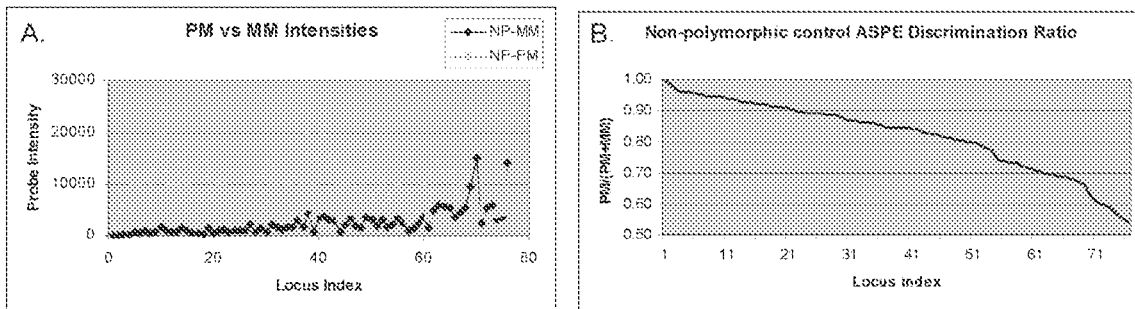 A.
PM vs MM Intensities
NP-MM
NP-PM
30000
20000
10000
0
Probe Intensity
0 20 40 60 80
Locus Index
B.
Non-polymorphic control ASPE Discrimination Ratio
1.00
0.90
0.80
0.70
0.60
0.50
PM/(PM+MM)
1 11 21 31 41 51 61 71
Locus Index